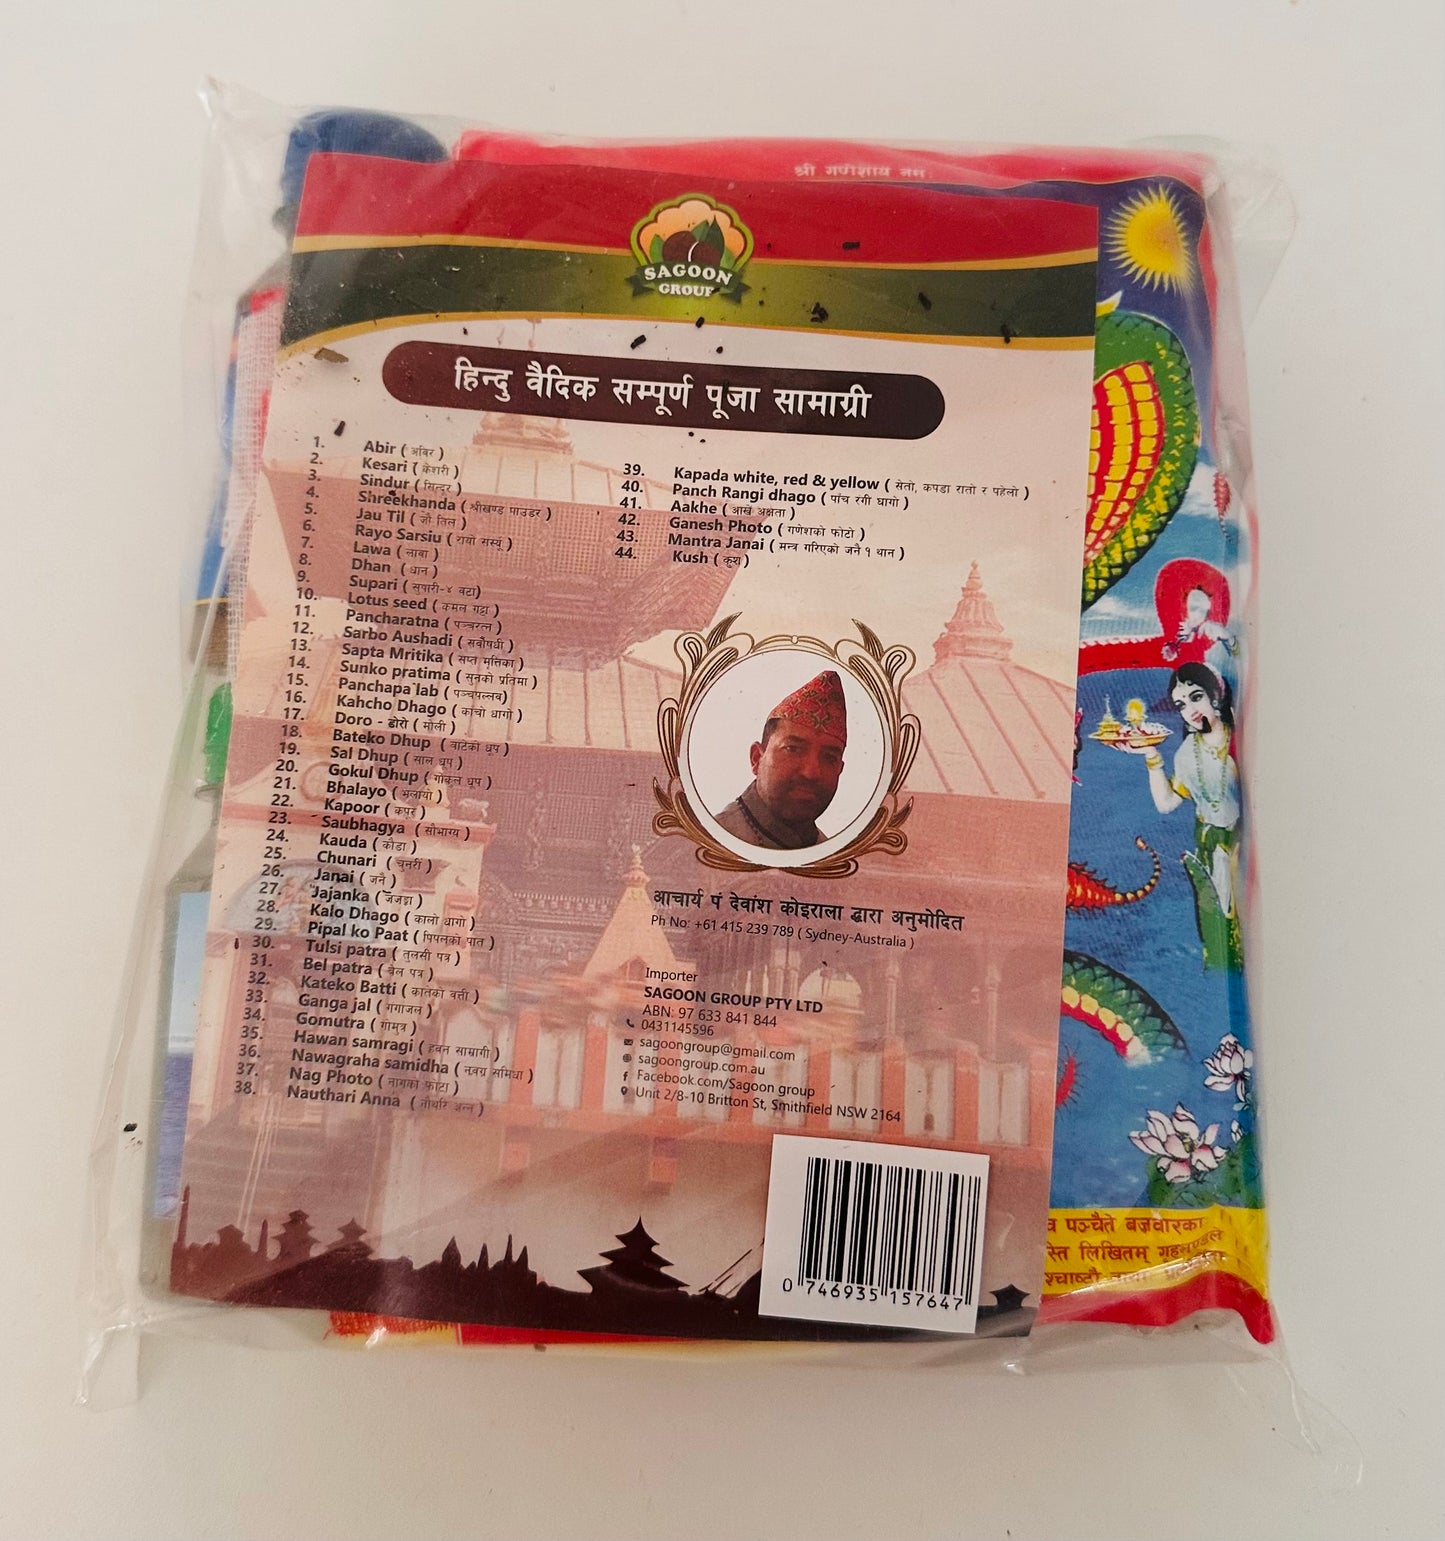 श्री गणेशाय नमः
SAGOON
GROUP
हिन्दु वैदिक सम्पूर्ण पूजा सामाग्री
1. Abir ( अबिर )
2. Kesari ( केशरी )
3. Sindur ( सिन्दुर )
4. Shreekhanda ( श्रीखण्ड पाउडर )
5. Jau Til ( जौ तिल )
6. Rayo Sarsiu ( रायो सर्स्यू )
7. Lawa ( लावा )
8. Dhan ( धान )
9. Supari ( सुपारी-४ वटा)
10. Lotus seed ( कमल गट्टा )
11. Pancharatna ( पञ्चरत्न )
12. Sarbo Aushadi ( सर्वोषधी )
13. Sapta Mritika ( सप्त मृत्तिका )
14. Sunko pratima ( सुनको प्रतिमा )
15. Panchapa lab ( पञ्चपल्लव)
16. Kahcho Dhago ( काँचो धागो )
17. Doro - डोरो ( मौली )
18. Bateko Dhup ( बाटेको धुप )
19. Sal Dhup ( साल धुप )
20. Gokul Dhup ( गोकुल धुप )
21. Bhalayo ( भलायो )
22. Kapoor ( कपूर )
23. Saubhagya ( सौभाग्य )
24. Kauda ( कौडा )
25. Chunari ( चुनरी )
26. Janai ( जनै )
27. Jajanka ( )
28. Kalo Dhago ( कालो धागो )
29. Pipal ko Paat ( पिपलको पात )
30. Tulsi patra ( तुलसी पत्र )
31. Bel patra ( बेल पत्र )
32. Kateko Batti ( कातेको बत्ती )
33. Ganga jal ( गंगाजल )
34. Gomutra ( गोमुत्र )
35. Hawan samragi ( हवन सामाग्री )
36. Nawagraha samidha ( नवग्रह समिधा )
37. Nag Photo ( नागको फोटो )
38. Nauthari Anna ( नौथरि अन्न )
39. Kapada white, red & yellow ( सेतो, कपडा रातो र पहेलो )
40. Panch Rangi dhago ( पाँच रंगी धागो )
41. Aakhe ( आखे अक्षता )
42. Ganesh Photo ( गणेशको फोटो )
43. Mantra Janai ( मन्त्र गरिएको जनै १ थान )
44. Kush ( कुश )
आचार्य पं देवांश कोइराला द्धारा अनुमोदित
Ph No: +61 415 239 789 ( Sydney-Australia )
Importer
SAGOON GROUP PTY LTD
ABN: 97 633 841 844
0431145596
sagoongroup@gmail.com
sagoongroup.com.au
Facebook.com/Sagoon group
Unit 2/8-10 Britton St, Smithfield NSW 2164
0 746935 157647
व पञ्चैते बज्रवारका
स्त लिखितम्